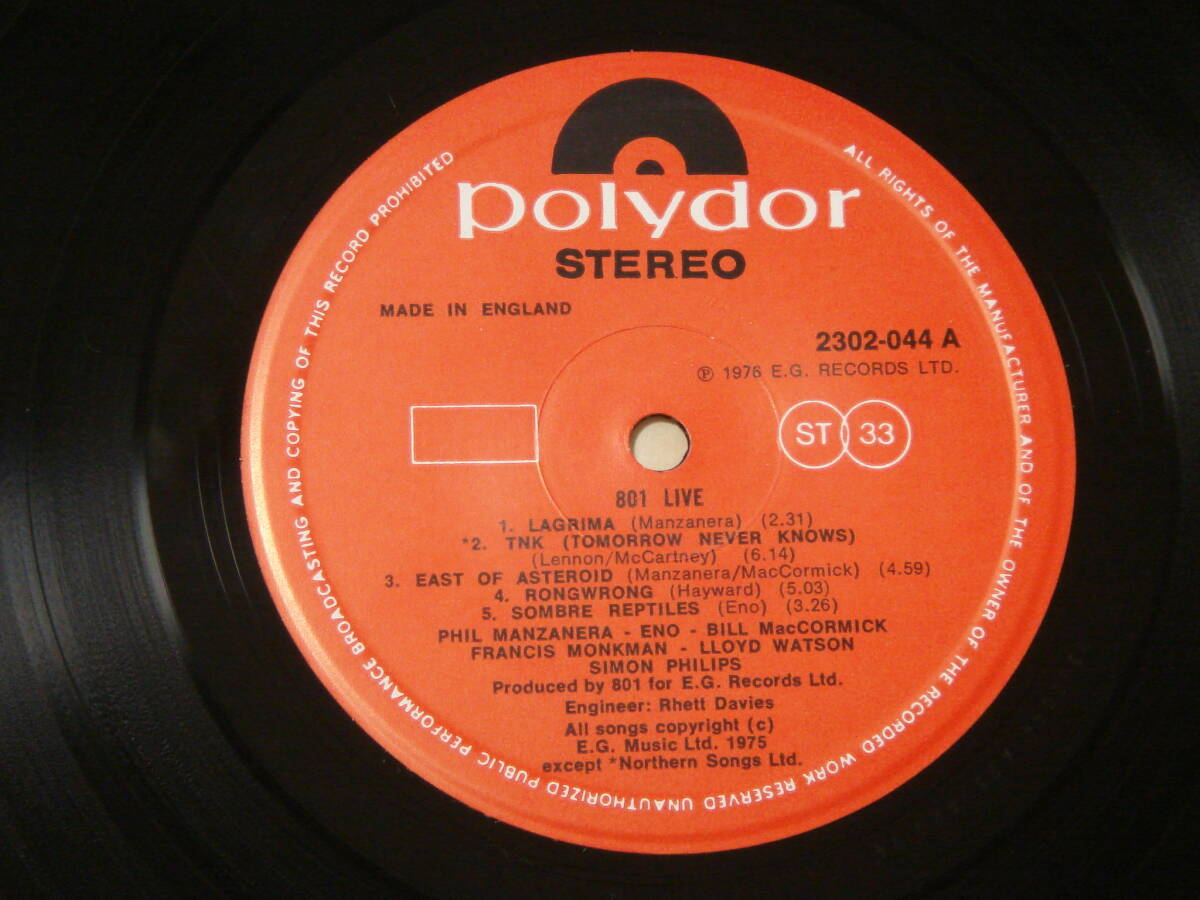 polydor
STEREO
MADE IN ENGLAND
2302-044 A
℗ 1976 E.G. RECORDS LTD.
ST 33
801 LIVE
1. LAGRIMA (Manzanera) (2.31)
*2. TNK (TOMORROW NEVER KNOWS)
(Lennon/McCartney) (6.14)
3. EAST OF ASTEROID (Manzanera/MacCormick) (4.59)
4. RONGWRONG (Hayward) (5.03)
5. SOMBRE REPTILES (Eno) (3.26)
PHIL MANZANERA - ENO - BILL MacCORMICK
FRANCIS MONKMAN - LLOYD WATSON
SIMON PHILIPS
Produced by 801 for E.G. Records Ltd.
Engineer: Rhett Davies
All songs copyright (c)
E.G. Music Ltd. 1975
except *Northern Songs Ltd.
ALL RIGHTS OF THE MANUFACTURER AND OF THE OWNER OF THE RECORDED WORK RESERVED UNAUTHORIZED PUBLIC PERFORMANCE BROADCASTING AND COPYING OF THIS RECORD PROHIBITED